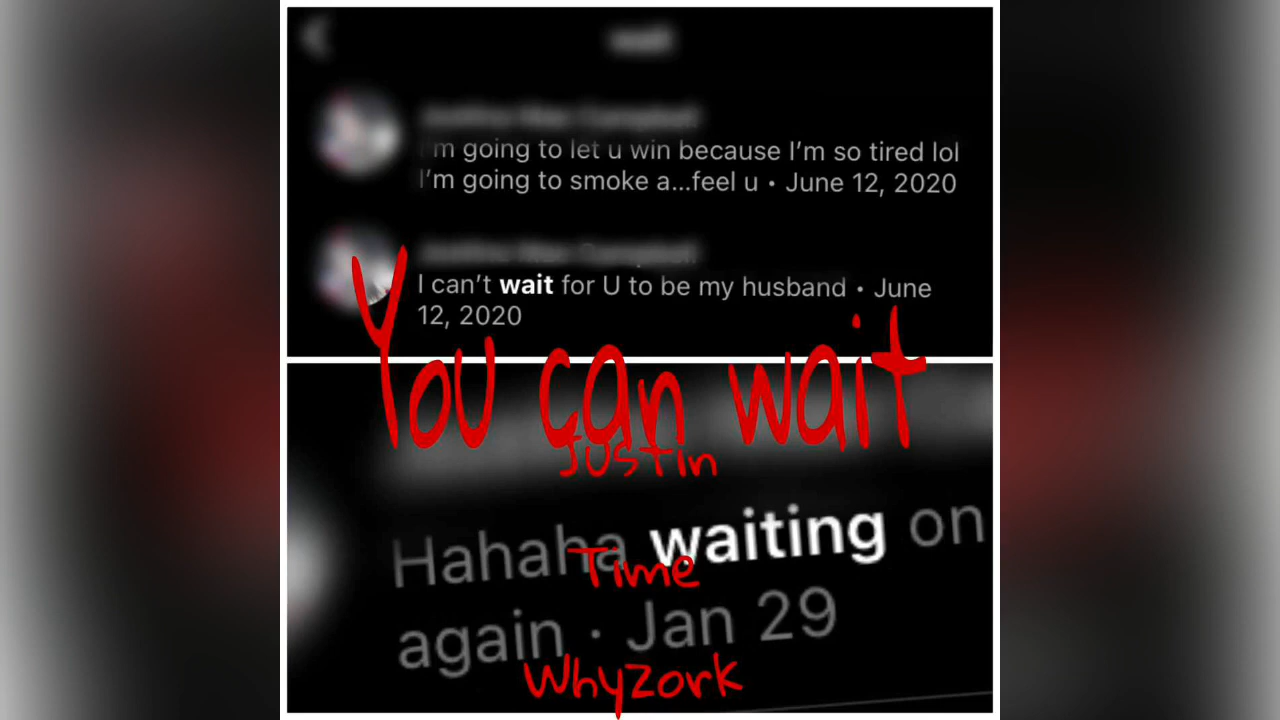 I'm going to let u win because I'm so tired lol
I'm going to smoke a...feel u • June 12, 2020
I can't wait for U to be my husband • June
12, 2020
You can wait
Justin
Hahaha waiting on
Time
again · Jan 29
Whyzork